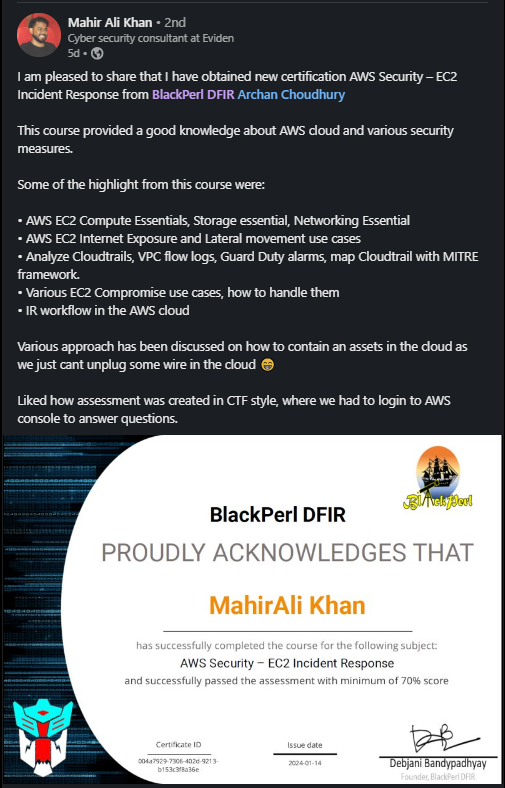 Mahir Ali Khan • 2nd
Cyber security consultant at Eviden
5d •
I am pleased to share that I have obtained new certification AWS Security – EC2
Incident Response from BlackPerl DFIR Archan Choudhury
This course provided a good knowledge about AWS cloud and various security
measures.
Some of the highlight from this course were:
• AWS EC2 Compute Essentials, Storage essential, Networking Essential
• AWS EC2 Internet Exposure and Lateral movement use cases
• Analyze Cloudtrails, VPC flow logs, Guard Duty alarms, map Cloudtrail with MITRE
framework.
• Various EC2 Compromise use cases, how to handle them
• IR workflow in the AWS cloud
Various approach has been discussed on how to contain an assets in the cloud as
we just cant unplug some wire in the cloud 😁
Liked how assessment was created in CTF style, where we had to login to AWS
console to answer questions.
BlackPerl
BlackPerl DFIR
PROUDLY ACKNOWLEDGES THAT
MahirAli Khan
has successfully completed the course for the following subject:
AWS Security – EC2 Incident Response
and successfully passed the assessment with minimum of 70% score
Certificate ID
004a7929-7306-402d-9213-
b153c3f8a36e
Issue date
2024-01-14
Debjani Bandypadhyay
Founder, BlackPerl DFIR